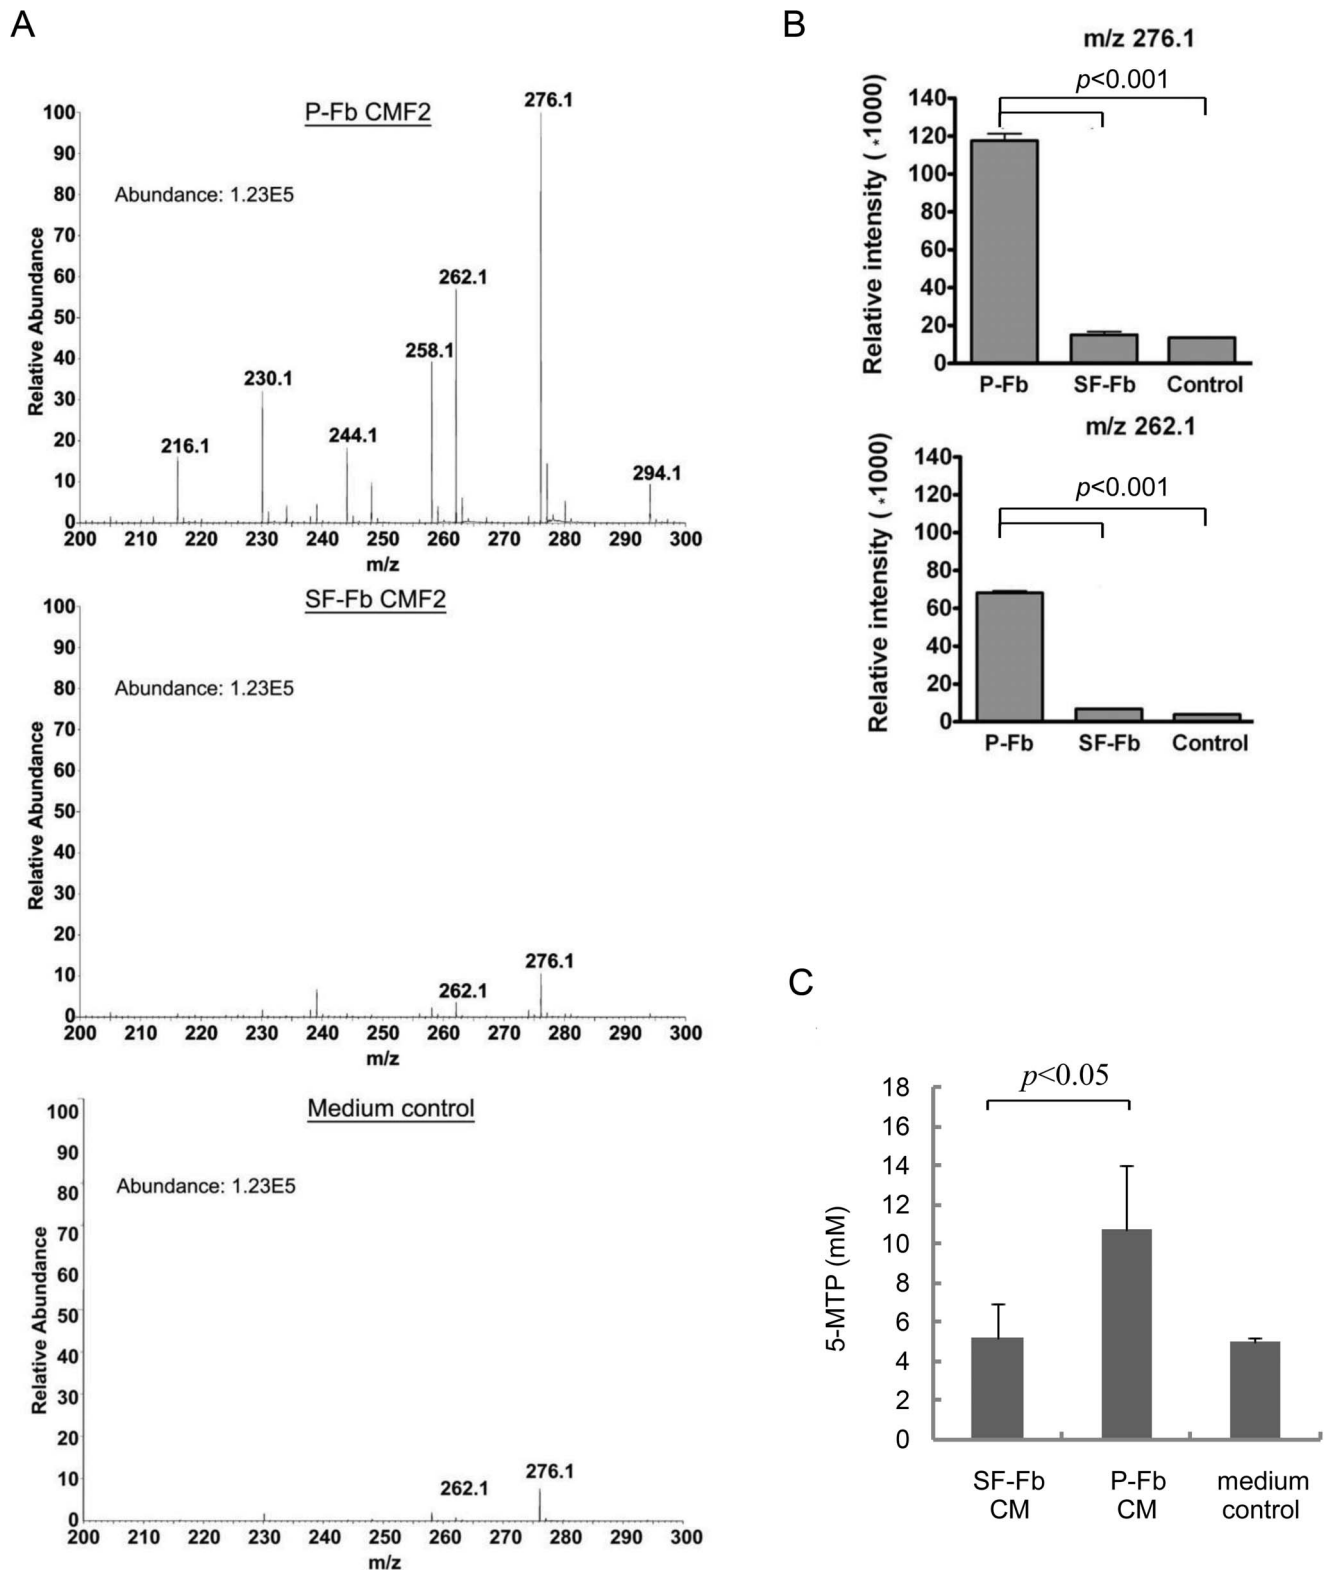 A
P-Fb CMF2
Abundance: 1.23E5
Relative Abundance
100
90
80
70
60
50
40
30
20
10
0
216.1
230.1
244.1
258.1
262.1
276.1
294.1
200 210 220 230 240 250 260 270 280 290 300
m/z
SF-Fb CMF2
Abundance: 1.23E5
Relative Abundance
100
90
80
70
60
50
40
30
20
10
0
262.1
276.1
200 210 220 230 240 250 260 270 280 290 300
m/z
Medium control
Abundance: 1.23E5
Relative Abundance
100
90
80
70
60
50
40
30
20
10
0
262.1
276.1
200 210 220 230 240 250 260 270 280 290 300
m/z
B
m/z 276.1
p<0.001
Relative intensity ( *1000)
140
120
100
80
60
40
20
0
P-Fb SF-Fb Control
m/z 262.1
p<0.001
Relative intensity ( *1000)
140
120
100
80
60
40
20
0
P-Fb SF-Fb Control
C
p<0.05
5-MTP (mM)
18
16
14
12
10
8
6
4
2
0
SF-Fb P-Fb medium
CM CM control